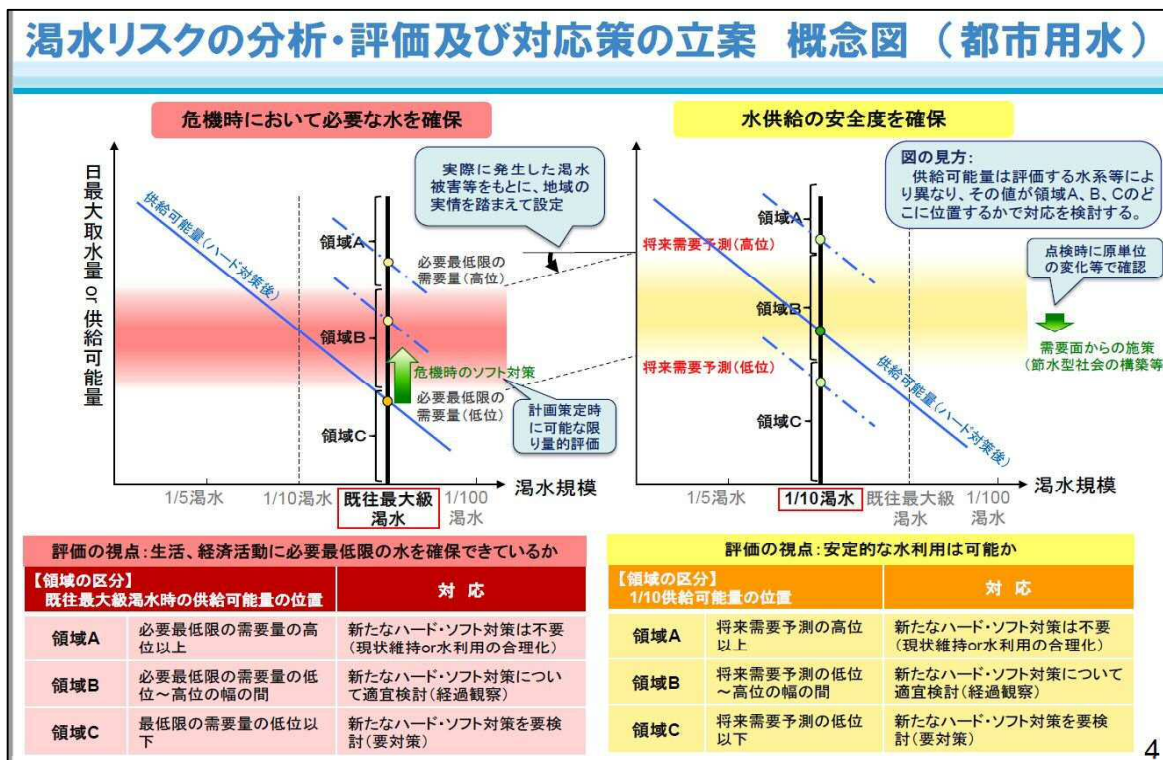 渇水リスクの分析・評価及び対応策の立案 概念図 (都市用水)
危機時において必要な水を確保
日最大取水量 or 供給可能量
供給可能量(ハード対策後)
実際に発生した渇水
被害等をもとに、地域の
実情を踏まえて設定
領域A
必要最低限の
需要量(高位)
領域B
危機時のソフト対策
必要最低限の
需要量(低位)
計画策定時
に可能な限
り量的評価
領域C
1/5渇水
1/10渇水
既往最大級
渇水
1/100
渇水
渇水規模
水供給の安全度を確保
図の見方:
供給可能量は評価する水系等によ
り異なり、その値が領域A、B、Cのど
こに位置するかで対応を検討する。
領域A
将来需要予測(高位)
点検時に原単位
の変化等で確認
領域B
需要面からの施策
(節水型社会の構築等
将来需要予測(低位)
供給可能量(ハード対策後)
領域C
1/5渇水
1/10渇水
既往最大級
渇水
1/100
渇水
渇水規模
評価の視点:生活、経済活動に必要最低限の水を確保できているか
【領域の区分】
既往最大級渇水時の供給可能量の位置
対 応
領域A
必要最低限の需要量の高
位以上
新たなハード・ソフト対策は不要
(現状維持or水利用の合理化)
領域B
必要最低限の需要量の低
位~高位の幅の間
新たなハード・ソフト対策につい
て適宜検討(経過観察)
領域C
最低限の需要量の低位以
下
新たなハード・ソフト対策を要検
討(要対策)
評価の視点:安定的な水利用は可能か
【領域の区分】
1/10供給可能量の位置
対 応
領域A
将来需要予測の高位
以上
新たなハード・ソフト対策は不要
(現状維持or水利用の合理化)
領域B
将来需要予測の低位
~高位の幅の間
新たなハード・ソフト対策について
適宜検討(経過観察)
領域C
将来需要予測の低位
以下
新たなハード・ソフト対策を要検
討(要対策)
4